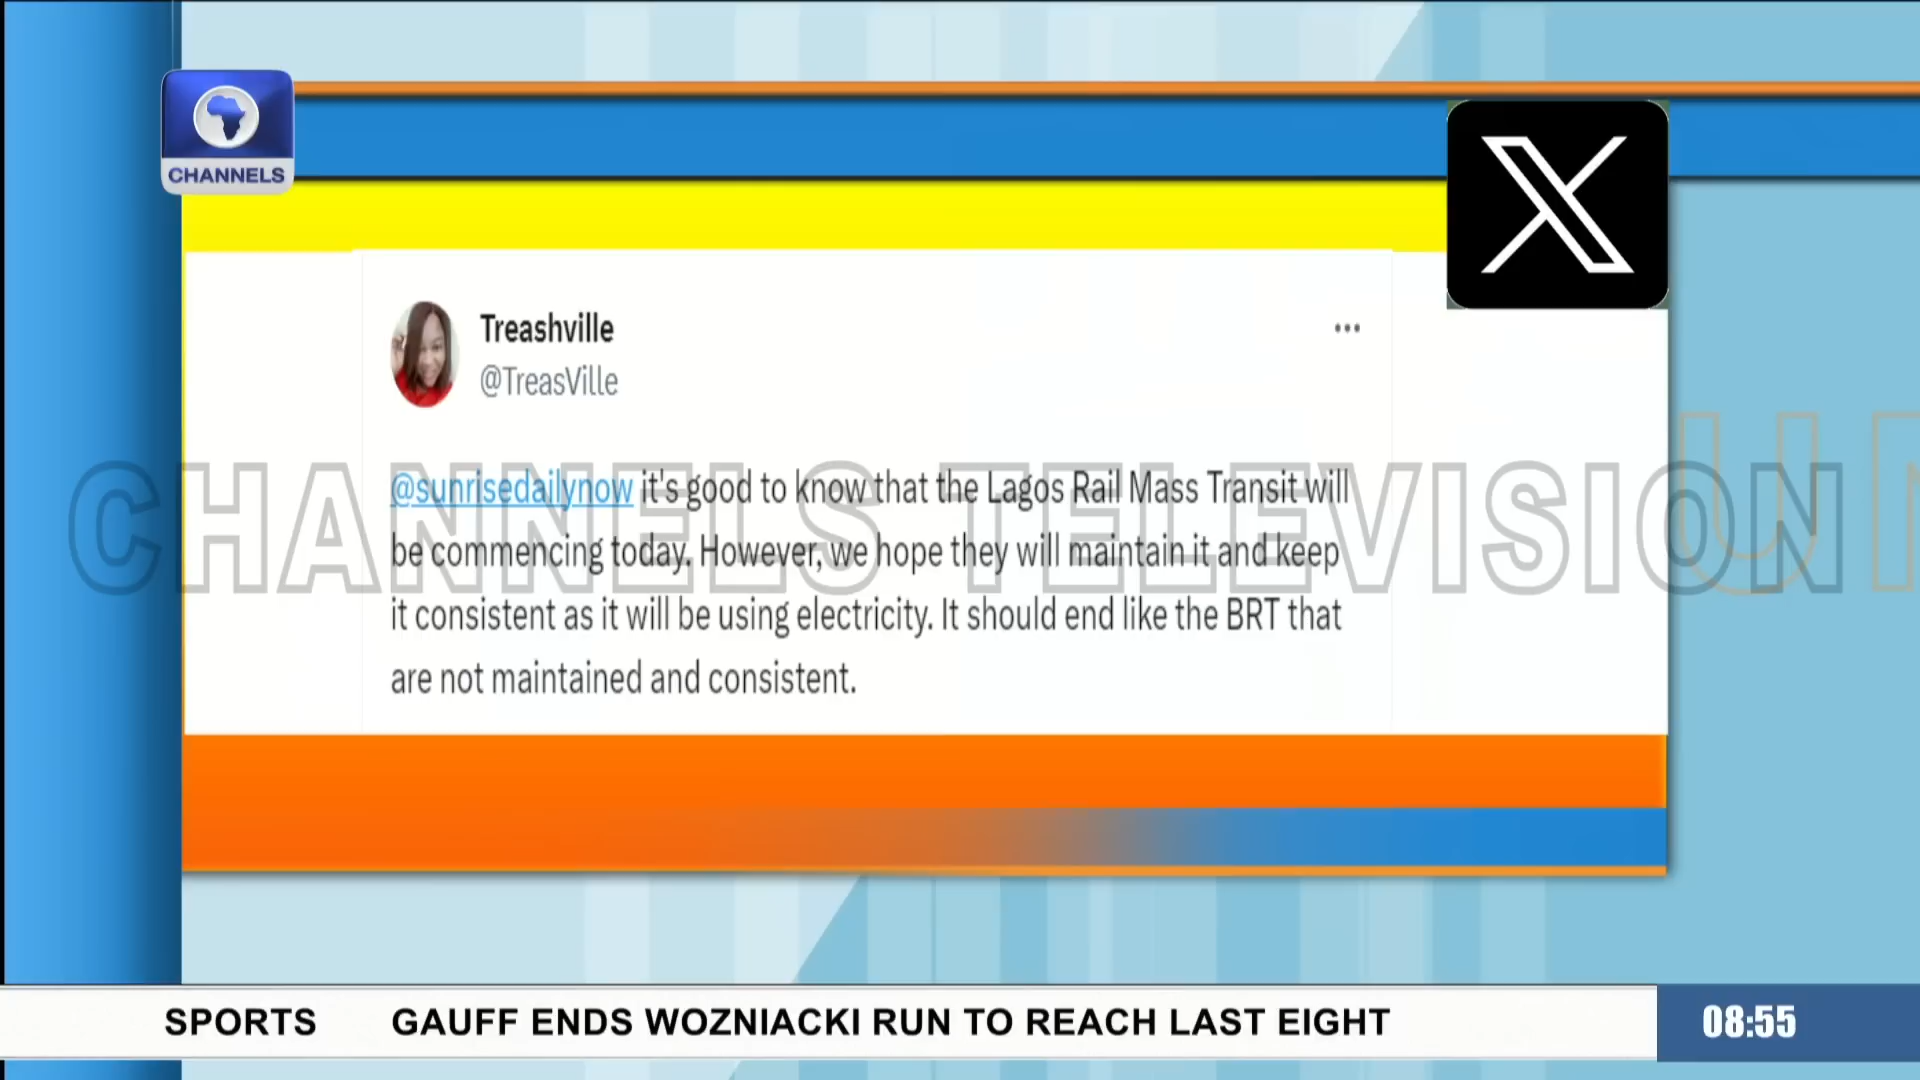 CHANNELS
Treashville
@TreasVille
@sunrisedailynow it's good to know that the Lagos Rail Mass Transit will
be commencing today. However, we hope they will maintain it and keep
it consistent as it will be using electricity. It should end like the BRT that
are not maintained and consistent.
CHANNELS TELEVISION
SPORTS GAUFF ENDS WOZNIACKI RUN TO REACH LAST EIGHT
08:55